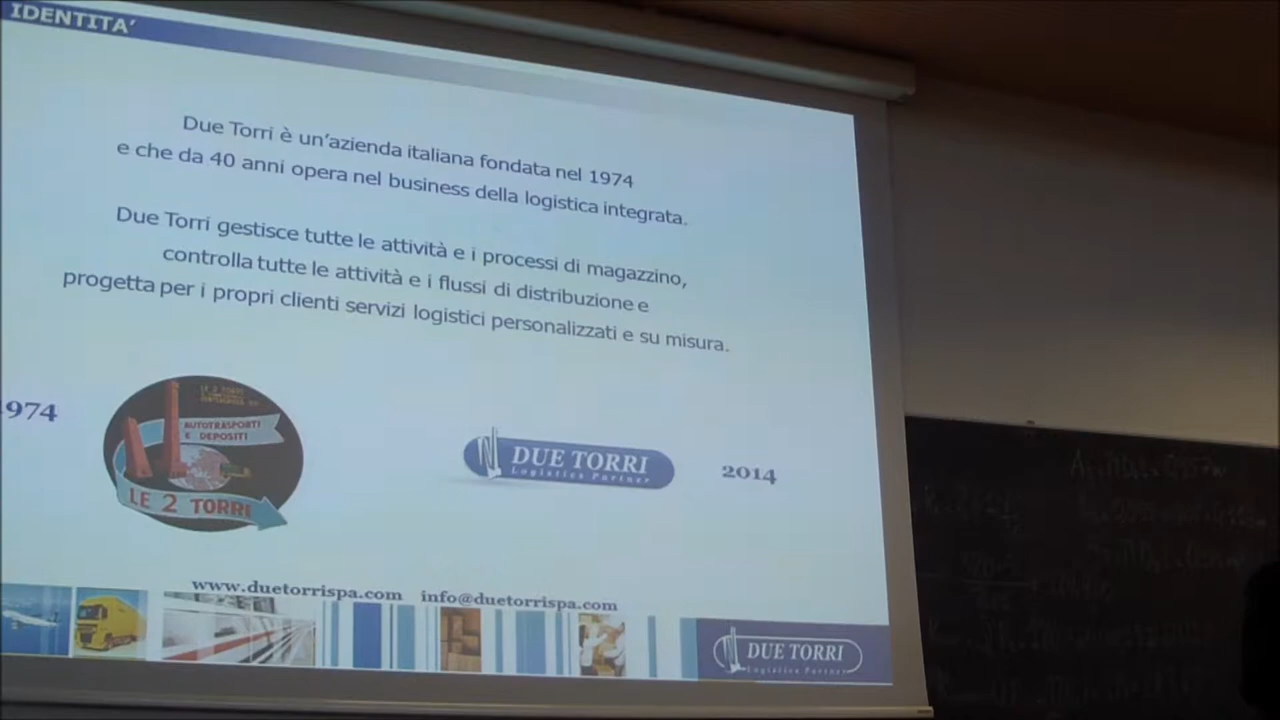 IDENTITA’
Due Torri è un’azienda italiana fondata nel 1974
e che da 40 anni opera nel business della logistica integrata.
Due Torri gestisce tutte le attività e i processi di magazzino,
controlla tutte le attività e i flussi di distribuzione e
progetta per i propri clienti servizi logistici personalizzati e su misura.
974
LE 2 TORRI
AUTOTRASPORTI
E DEPOSITI
LE 2 TORRI
DUE TORRI
Logistics Partner
2014
www.duetorrispa.com info@duetorrispa.com
DUE TORRI
Logistics Partner